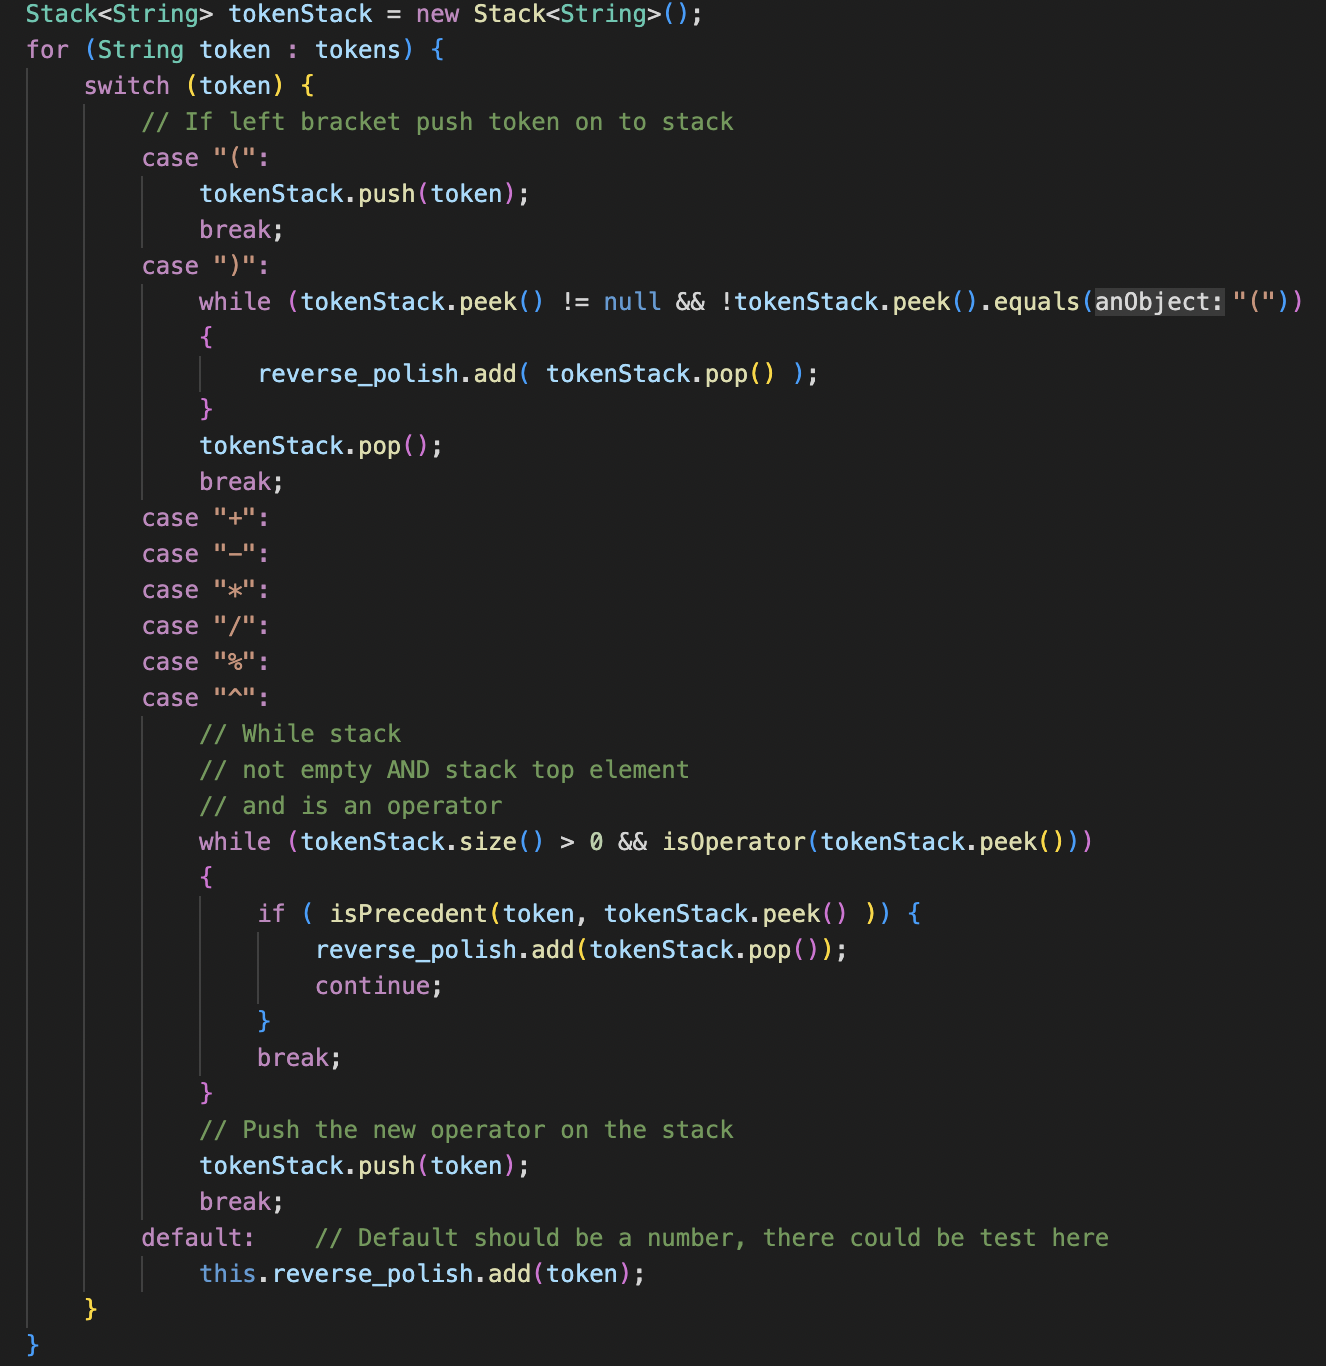 Stack<String> tokenStack = new Stack<String>();
for (String token : tokens) {
    switch (token) {
        // If left bracket push token on to stack
        case "(":
            tokenStack.push(token);
            break;
        case ")":
            while (tokenStack.peek() != null && !tokenStack.peek().equals(anObject:"("))
            {
                reverse_polish.add( tokenStack.pop() );
            }
            tokenStack.pop();
            break;
        case "+":
        case "-":
        case "*":
        case "/":
        case "%":
        case "^":
            // While stack
            // not empty AND stack top element
            // and is an operator
            while (tokenStack.size() > 0 && isOperator(tokenStack.peek()))
            {
                if ( isPrecedent(token, tokenStack.peek() )) {
                    reverse_polish.add(tokenStack.pop());
                    continue;
                }
                break;
            }
            // Push the new operator on the stack
            tokenStack.push(token);
            break;
        default:    // Default should be a number, there could be test here
            this.reverse_polish.add(token);
    }
}